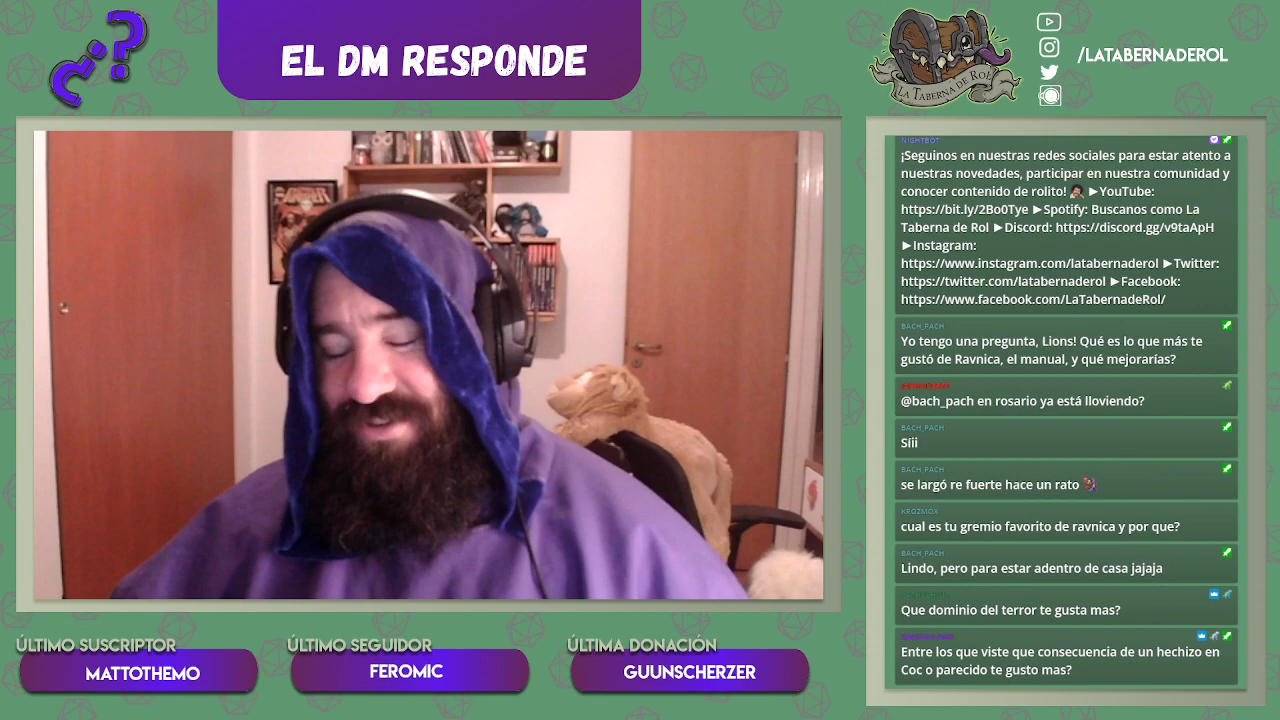 EL DM RESPONDE
LA TABERNA DE ROL
/LATABERNADEROL
NIGHTBOT
¡Seguinos en nuestras redes sociales para estar atento a
nuestras novedades, participar en nuestra comunidad y
conocer contenido de rolito! ►YouTube:
https://bit.ly/2Bo0Tye ►Spotify: Buscanos como La
Taberna de Rol ►Discord: https://discord.gg/v9taApH
►Instagram:
https://www.instagram.com/latabernaderol ►Twitter:
https://twitter.com/latabernaderol ►Facebook:
https://www.facebook.com/LaTabernadeRol/
BACH_PACH
Yo tengo una pregunta, Lions! Qué es lo que más te
gustó de Ravnica, el manual, y qué mejorarías?
@bach_pach en rosario ya está lloviendo?
BACH_PACH
Síii
BACH_PACH
se largó re fuerte hace un rato
KROZMOX
cual es tu gremio favorito de ravnica y por que?
BACH_PACH
Lindo, pero para estar adentro de casa jajaja
Que dominio del terror te gusta mas?
Entre los que viste que consecuencia de un hechizo en
Coc o parecido te gusto mas?
ÚLTIMO SUSCRIPTOR
MATTOTHEMO
ÚLTIMO SEGUIDOR
FEROMIC
ÚLTIMA DONACIÓN
GUUNSCHERZER